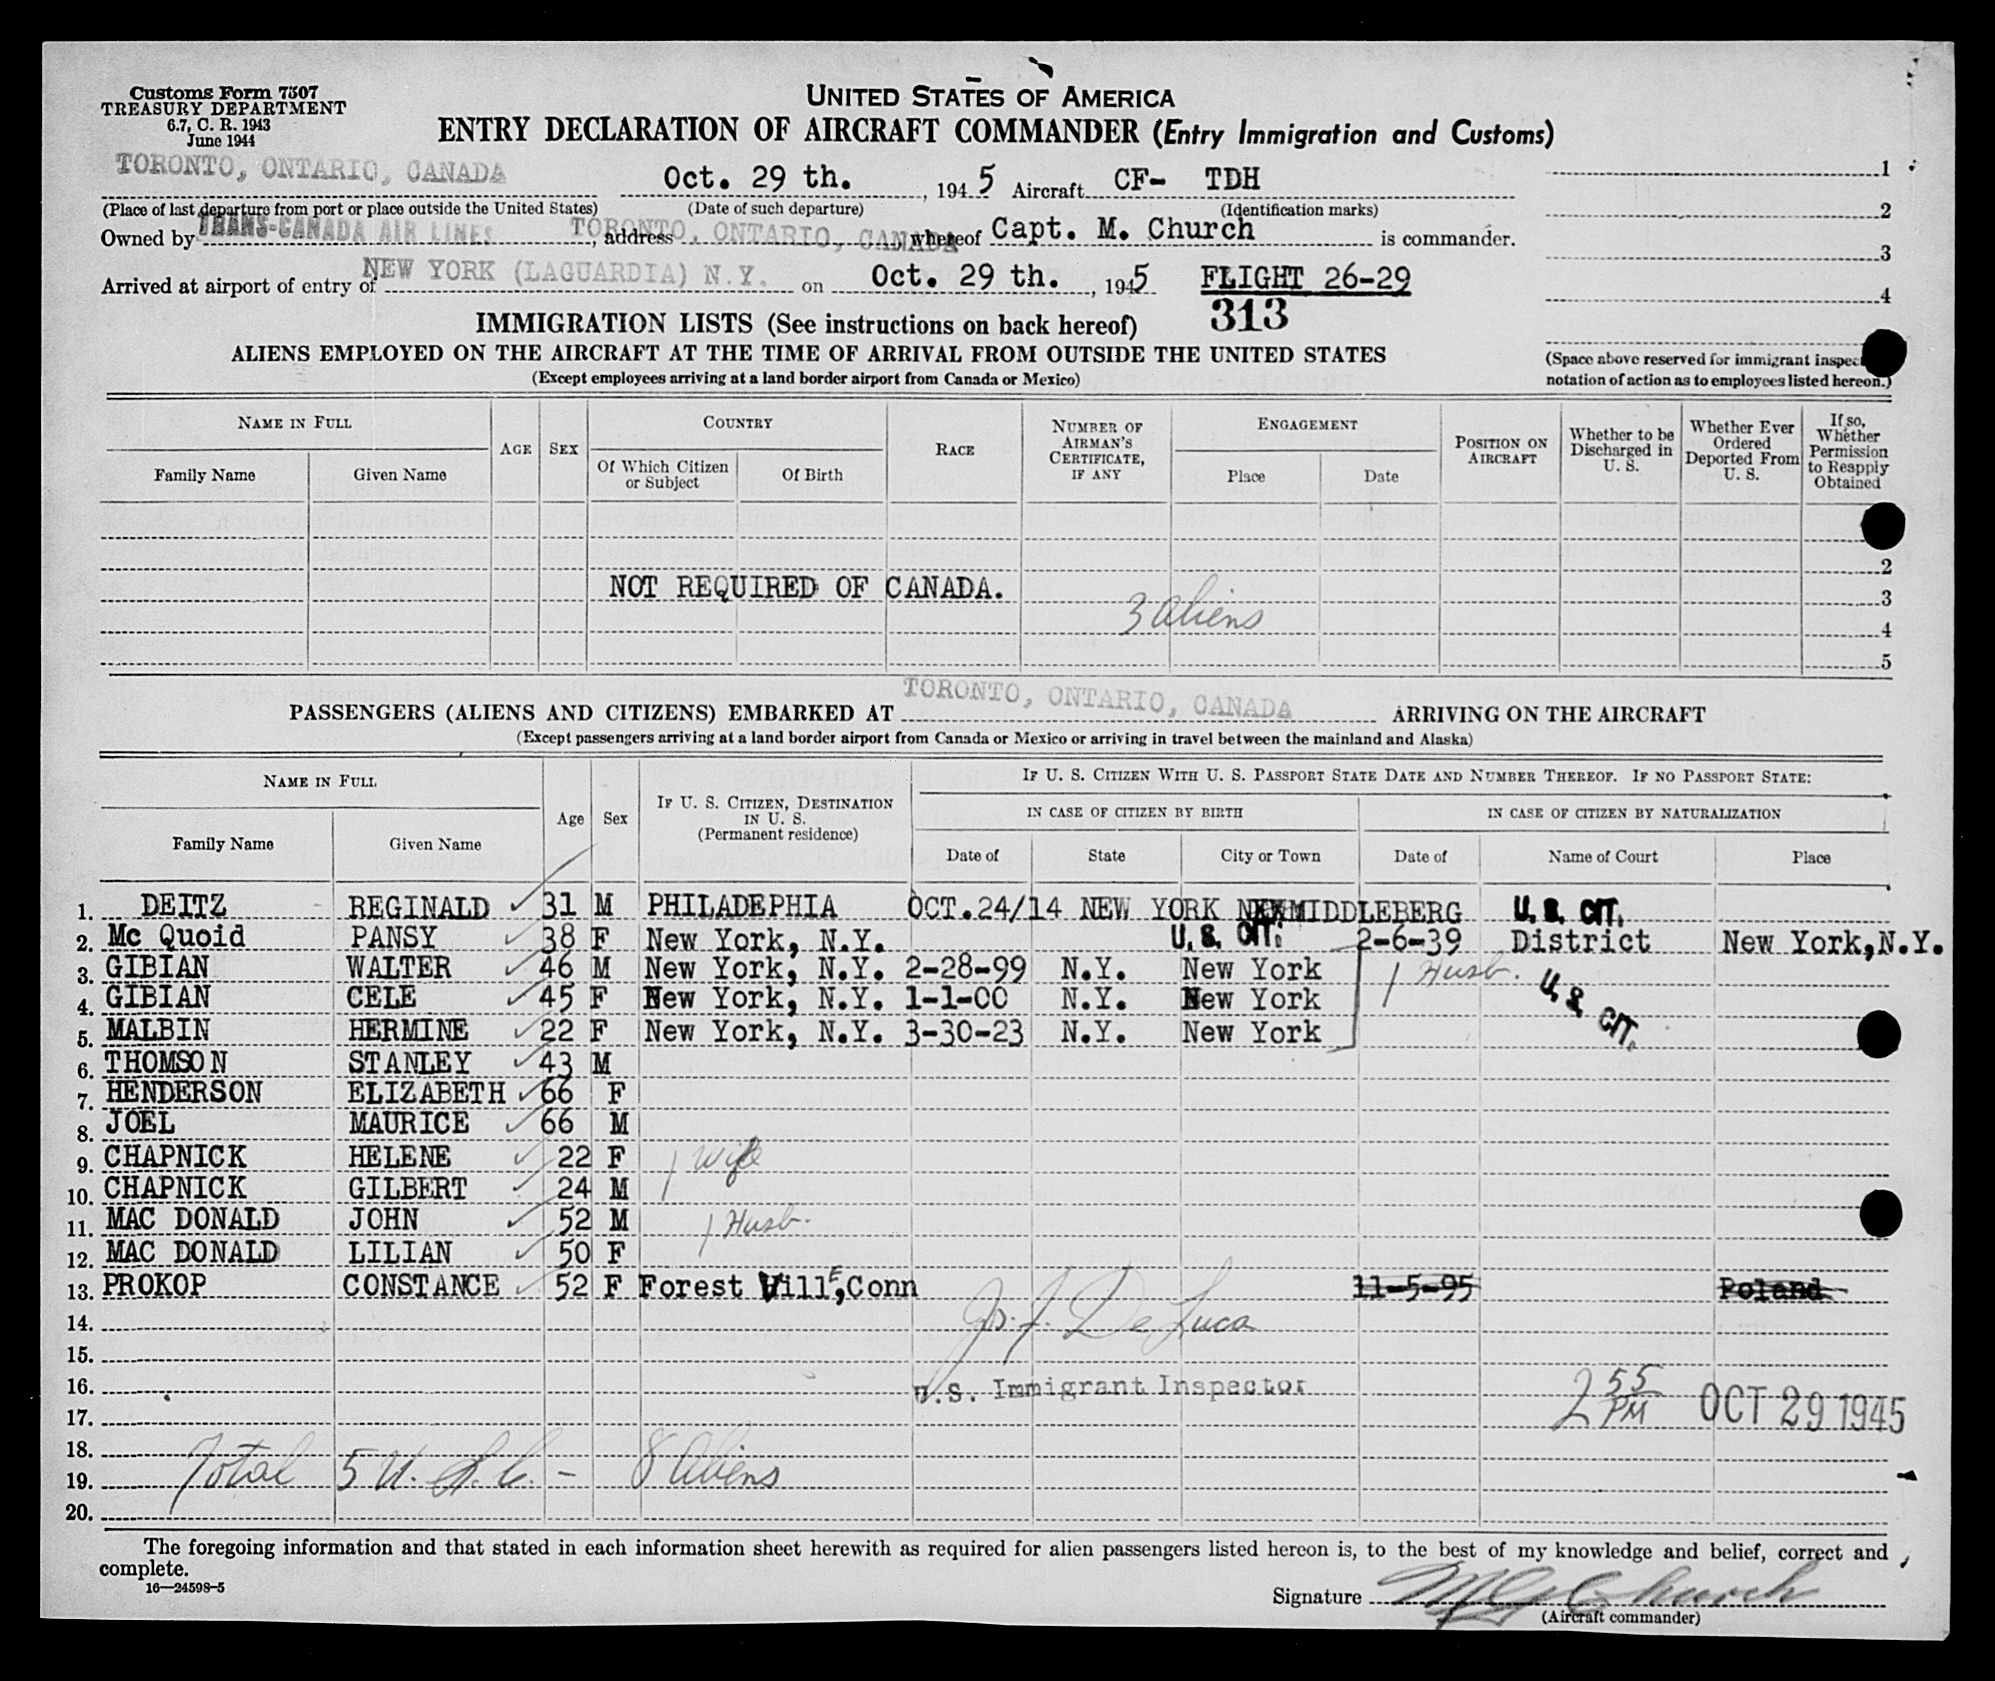 Customs Form 7507
TREASURY DEPARTMENT
6.7, C. R. 1943
June 1944
UNITED STATES OF AMERICA
ENTRY DECLARATION OF AIRCRAFT COMMANDER (Entry Immigration and Customs)
TORONTO, ONTARIO, CANADA Oct. 29 th. , 1945 Aircraft CF- TDH 1
(Place of last departure from port or place outside the United States) (Date of such departure) (Identification marks) 2
Owned by TRANS-CANADA AIR LINES, address TORONTO, ONTARIO, CANADA whereof Capt. M. Church is commander. 3
Arrived at airport of entry of NEW YORK (LAGUARDIA) N.Y. on Oct. 29 th. , 1945 FLIGHT 26-29 4
313
IMMIGRATION LISTS (See instructions on back hereof)
ALIENS EMPLOYED ON THE AIRCRAFT AT THE TIME OF ARRIVAL FROM OUTSIDE THE UNITED STATES
(Except employees arriving at a land border airport from Canada or Mexico)
(Space above reserved for immigrant inspec
notation of action as to employees listed hereon.)
NAME IN FULL AGE SEX COUNTRY RACE NUMBER OF AIRMAN'S CERTIFICATE, IF ANY ENGAGEMENT POSITION ON AIRCRAFT Whether to be Discharged in U. S. Whether Ever Ordered Deported From U. S. If so, Whether Permission to Reapply Obtained
Family Name Given Name Of Which Citizen or Subject Of Birth Place Date
2
NOT REQUIRED OF CANADA. 3
3 Aliens 4
5
PASSENGERS (ALIENS AND CITIZENS) EMBARKED AT TORONTO, ONTARIO, CANADA ARRIVING ON THE AIRCRAFT
(Except passengers arriving at a land border airport from Canada or Mexico or arriving in travel between the mainland and Alaska)
NAME IN FULL Age Sex IF U. S. CITIZEN, DESTINATION IN U. S. (Permanent residence) IF U. S. CITIZEN WITH U. S. PASSPORT STATE DATE AND NUMBER THEREOF. IF NO PASSPORT STATE:
IN CASE OF CITIZEN BY BIRTH IN CASE OF CITIZEN BY NATURALIZATION
Family Name Given Name Date of State City or Town Date of Name of Court Place
1. DEITZ REGINALD ✓ 31 M PHILADEPHIA OCT.24/14 NEW YORK MIDDLEBERG U.S. CIT.
2. Mc Quoid PANSY ✓ 38 F New York, N.Y. U.S. CIT. 2-6-39 District New York,N.Y.
3. GIBIAN WALTER ✓ 46 M New York, N.Y. 2-28-99 N.Y. New York 1 Husb.
4. GIBIAN CELE ✓ 45 F New York, N.Y. 1-1-00 N.Y. New York U.S. CIT.
5. MALBIN HERMINE ✓ 22 F New York, N.Y. 3-30-23 N.Y. New York
6. THOMSON STANLEY ✓ 43 M
7. HENDERSON ELIZABETH ✓ 66 F
8. JOEL MAURICE ✓ 66 M
9. CHAPNICK HELENE ✓ 22 F 1 Wife
10. CHAPNICK GILBERT ✓ 24 M
11. MAC DONALD JOHN ✓ 52 M 1 Husb.
12. MAC DONALD LILIAN ✓ 50 F
13. PROKOP CONSTANCE ✓ 52 F Forest VillE,Conn 11-5-95 Poland
14. De Luca
15.
16. U.S. Immigrant Inspector 2 55 PM OCT 29 1945
17.
18.
19. Total 5 U.S.C. - 8 Aliens
20.
The foregoing information and that stated in each information sheet herewith as required for alien passengers listed hereon is, to the best of my knowledge and belief, correct and
complete.
16—24598-5
Signature M G Church
(Aircraft commander)